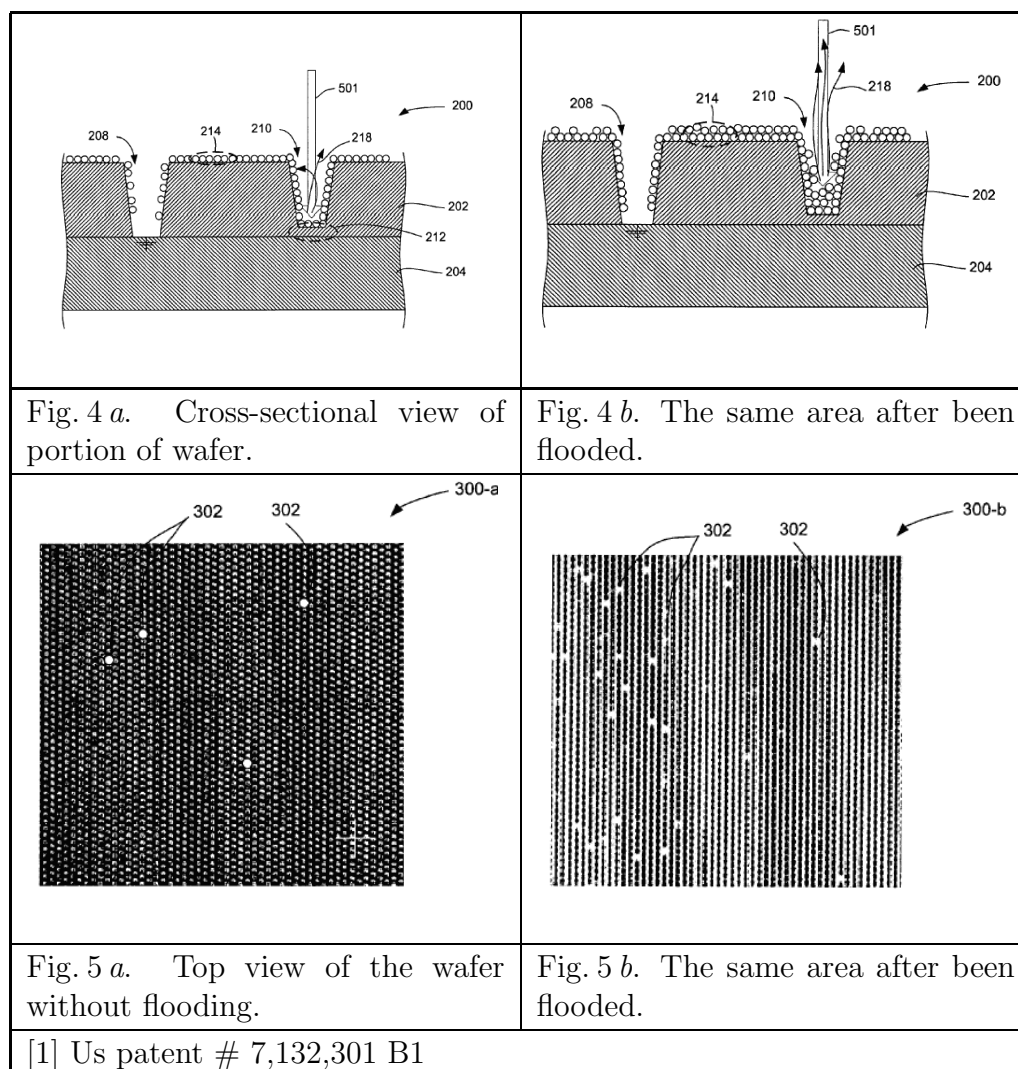 501
200
214
210
218
208
202
212
204
501
210
218
200
214
208
202
204
Fig. 4 a. Cross-sectional view of
portion of wafer.
Fig. 4 b. The same area after been
flooded.
300-a
302
302
300-b
302
302
Fig. 5 a. Top view of the wafer
without flooding.
Fig. 5 b. The same area after been
flooded.
[1] Us patent # 7,132,301 B1